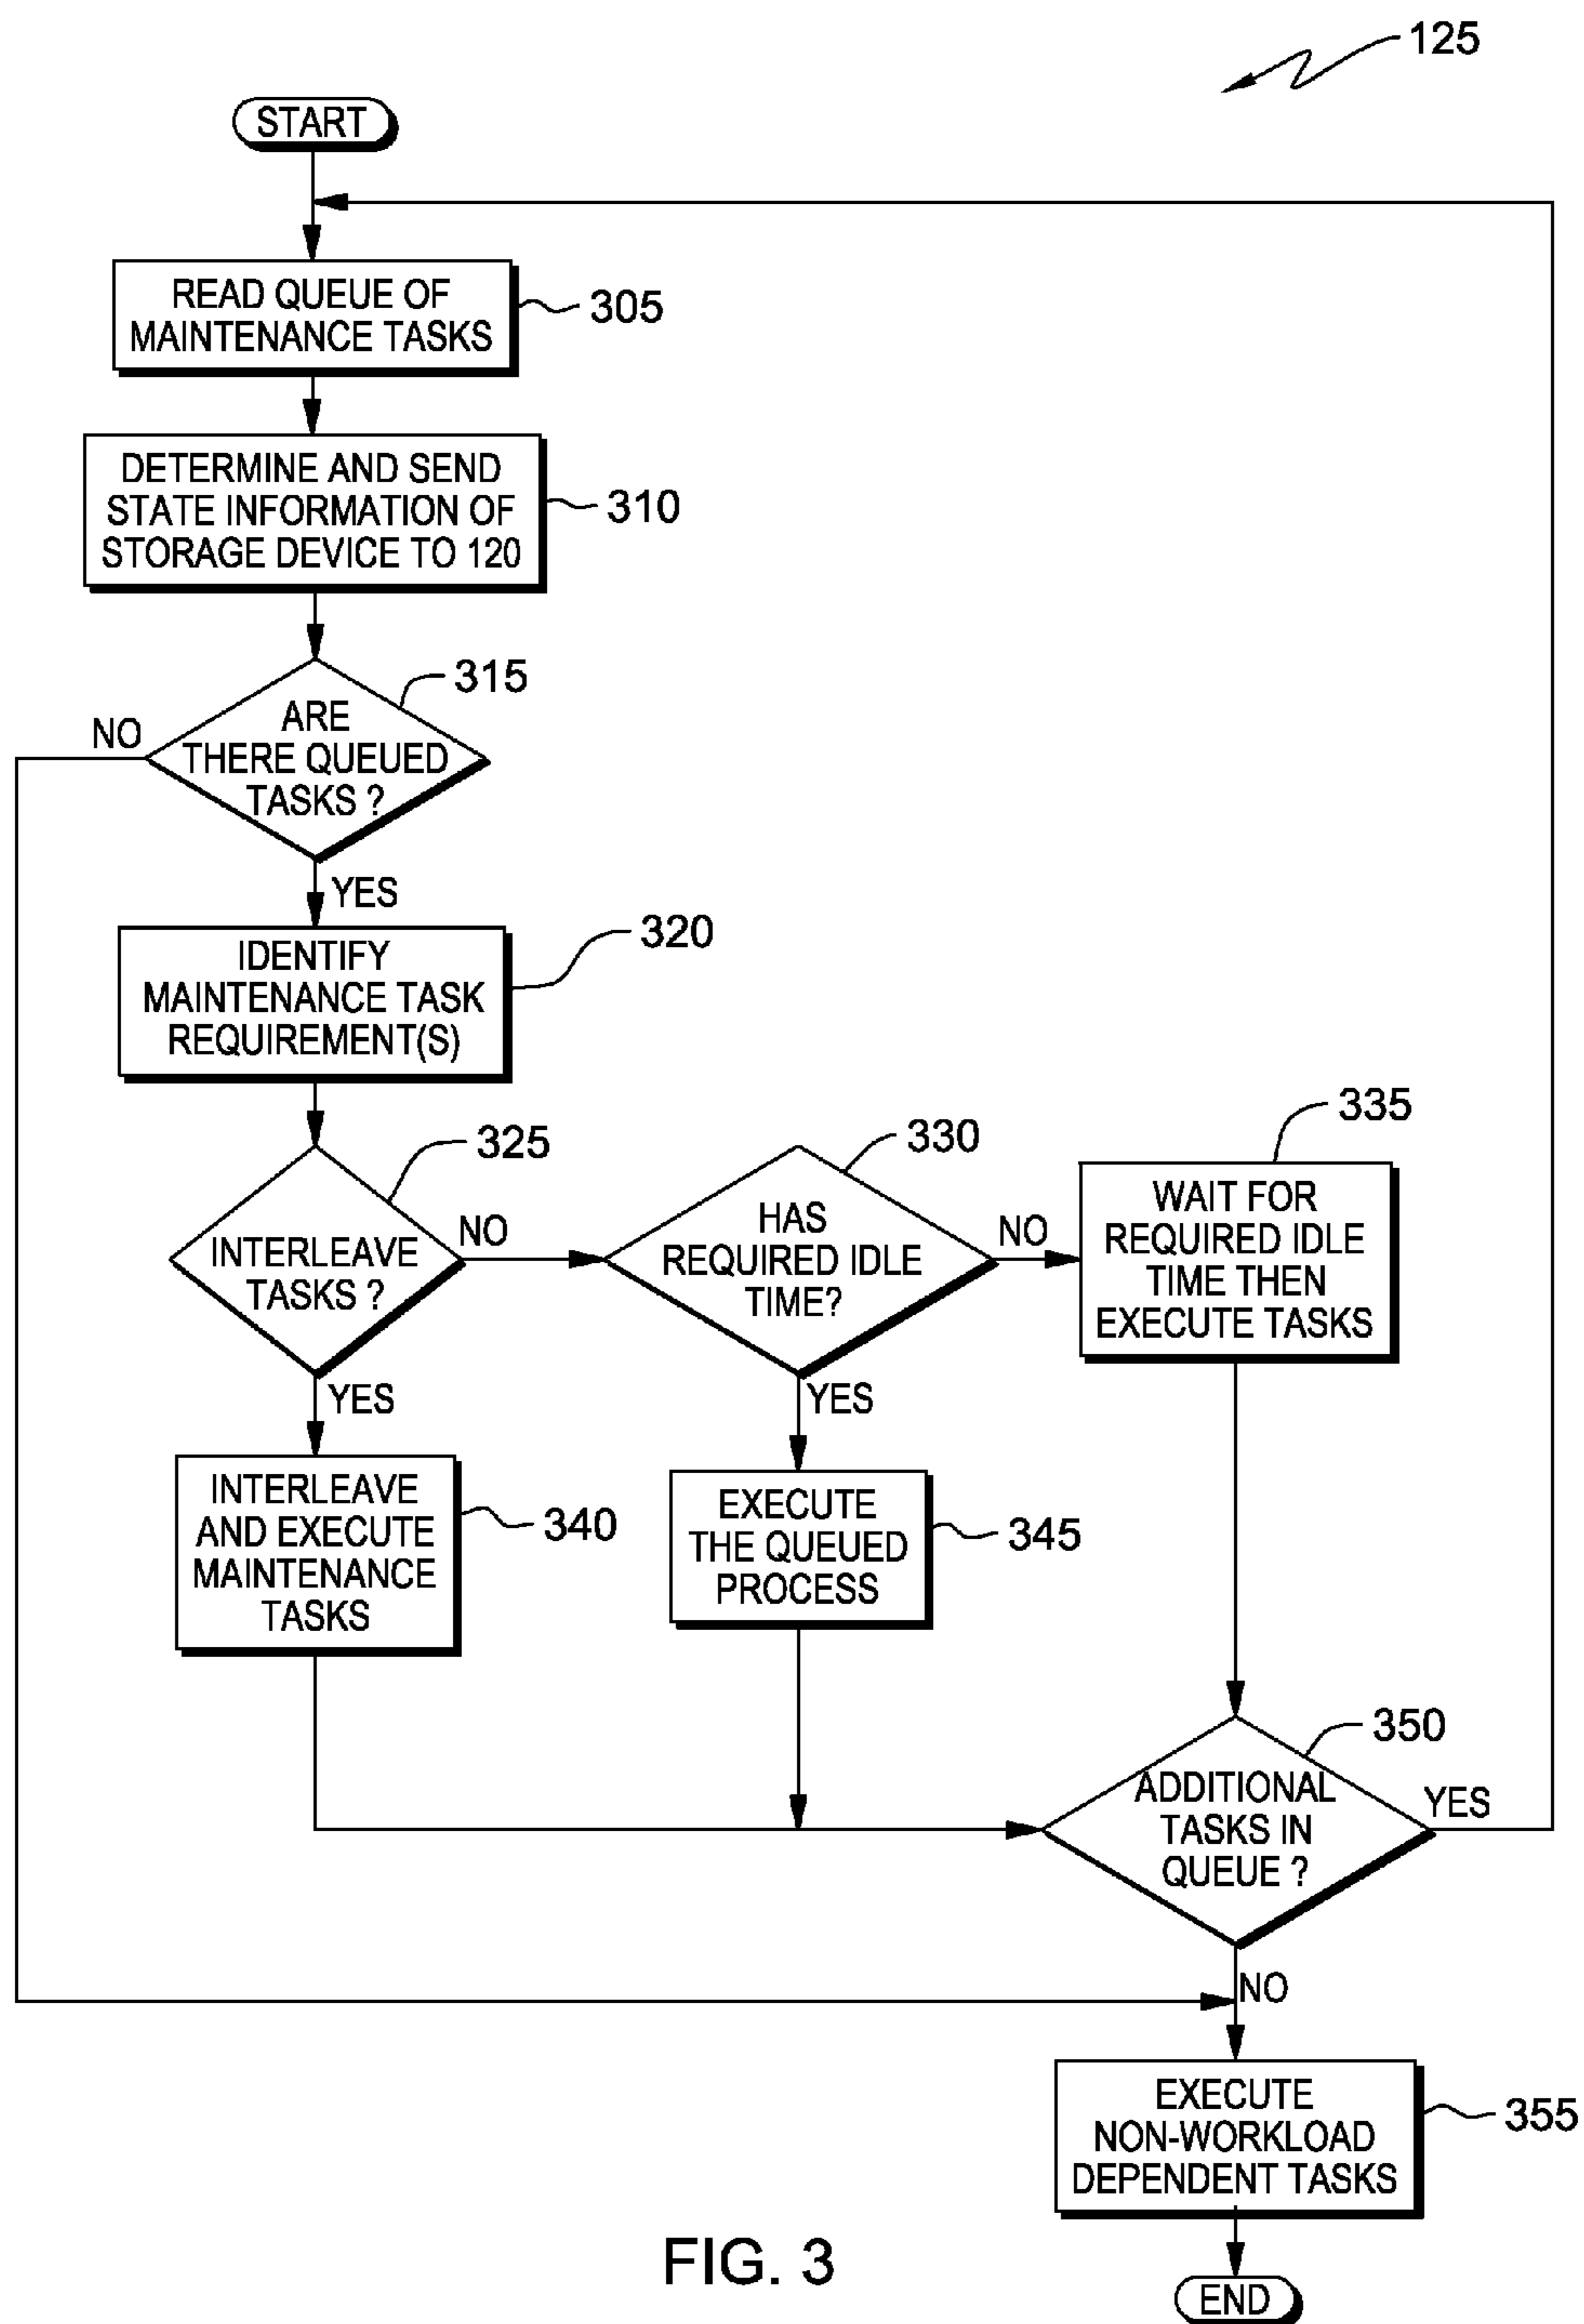 125
START
READ QUEUE OF
MAINTENANCE TASKS
305
DETERMINE AND SEND
STATE INFORMATION OF
STORAGE DEVICE TO 120
310
315
ARE
THERE QUEUED
TASKS ?
NO
YES
IDENTIFY
MAINTENANCE TASK
REQUIREMENT(S)
320
325
INTERLEAVE
TASKS ?
NO
YES
330
HAS
REQUIRED IDLE
TIME?
NO
YES
335
WAIT FOR
REQUIRED IDLE
TIME THEN
EXECUTE TASKS
INTERLEAVE
AND EXECUTE
MAINTENANCE
TASKS
340
EXECUTE
THE QUEUED
PROCESS
345
350
ADDITIONAL
TASKS IN
QUEUE ?
YES
NO
EXECUTE
NON-WORKLOAD
DEPENDENT TASKS
355
END
FIG. 3